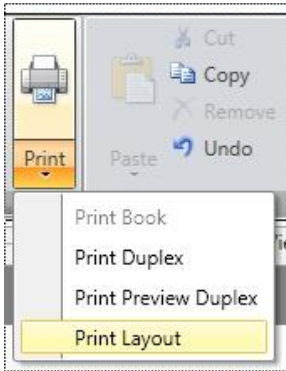 Cut
Copy
Remove
Print
Paste
Undo
Print Book
Print Duplex
Print Preview Duplex
Print Layout